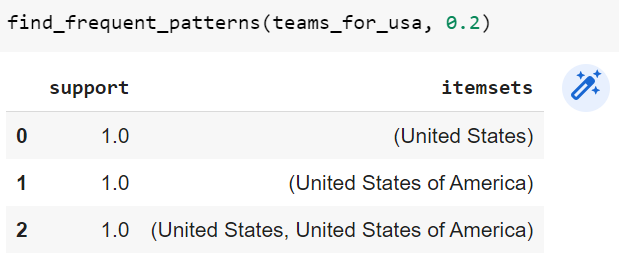 find_frequent_patterns(teams_for_usa, 0.2)
support itemsets
0 1.0 (United States)
1 1.0 (United States of America)
2 1.0 (United States, United States of America)